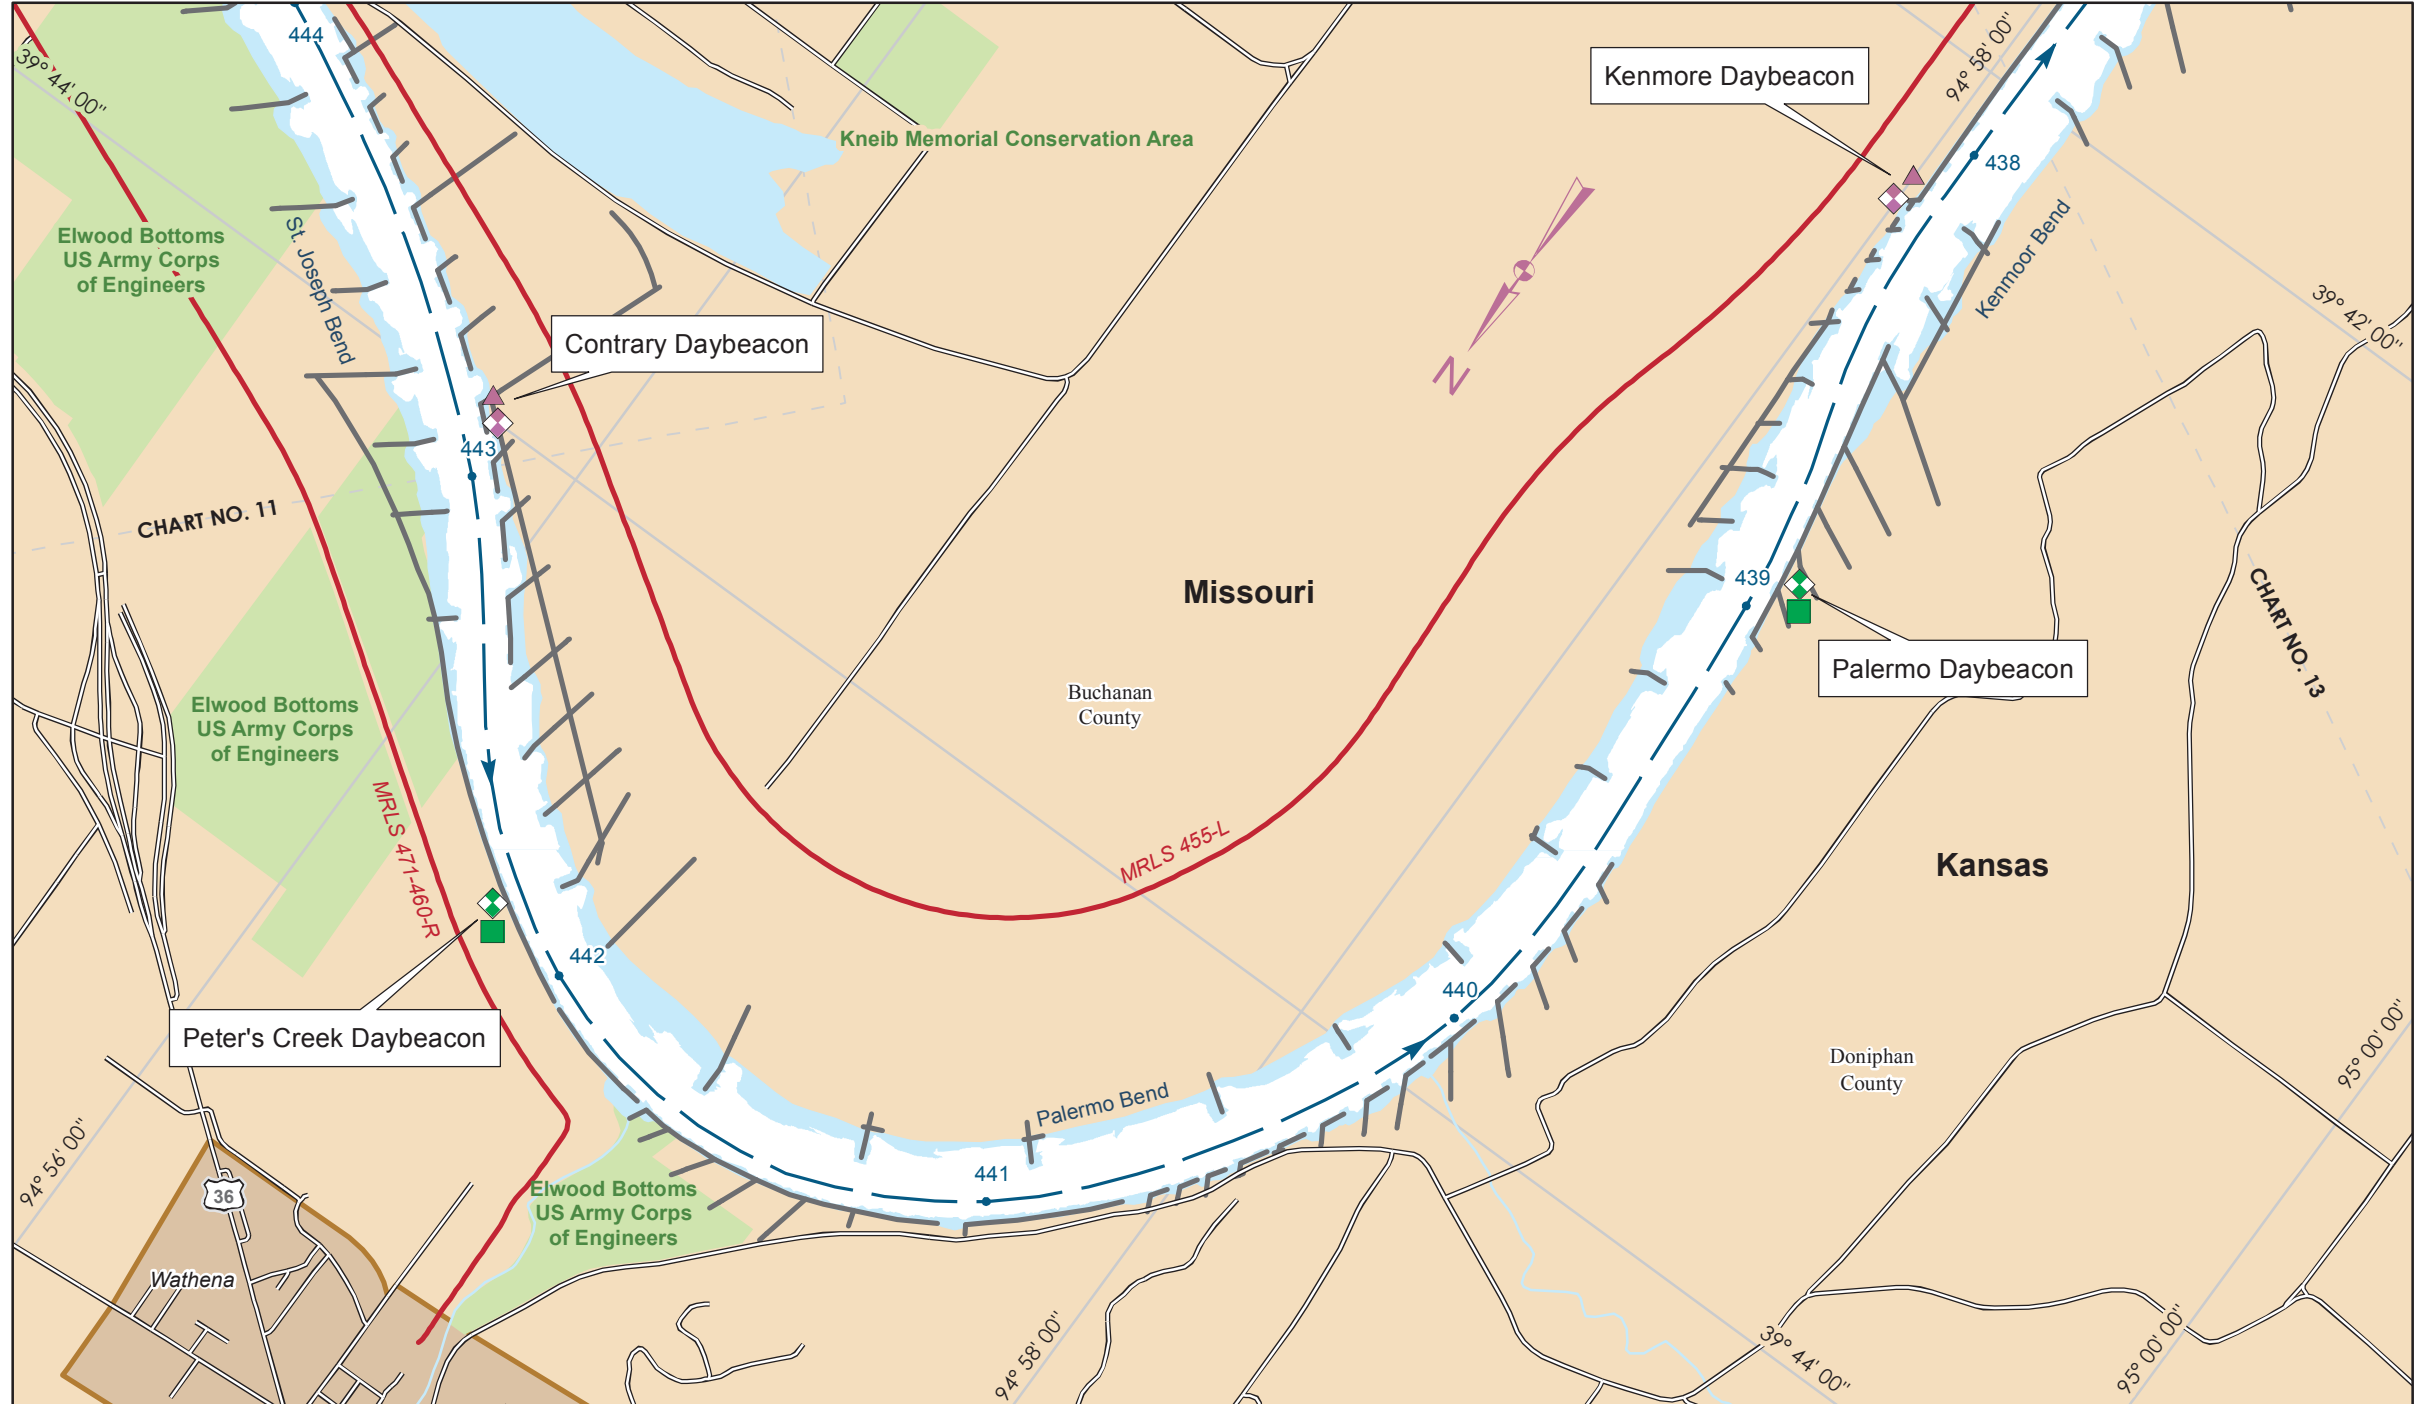 444
39° 44' 00"
Kneib Memorial Conservation Area
Kenmore Daybeacon
94° 58' 00"
438
Elwood Bottoms
US Army Corps
of Engineers
St. Joseph Bend
Kenmoor Bend
39° 42' 00"
N
Contrary Daybeacon
443
CHART NO. 11
Missouri
439
CHART NO. 13
Palermo Daybeacon
Buchanan
County
Elwood Bottoms
US Army Corps
of Engineers
MRLS 471-460-R
MRLS 455-L
Kansas
442
440
Peter's Creek Daybeacon
Doniphan
County
95° 00' 00"
Palermo Bend
94° 56' 00"
441
36
Elwood Bottoms
US Army Corps
of Engineers
Wathena
94° 58' 00"
39° 44' 00"
95° 00' 00"